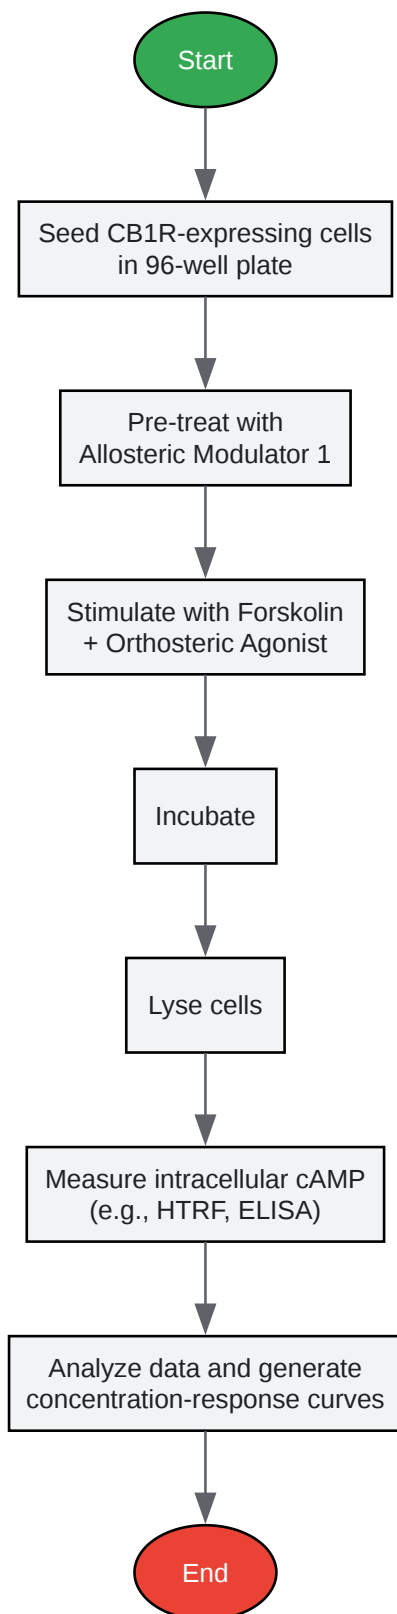 Start
Seed CB1R-expressing cells
in 96-well plate
Pre-treat with
Allosteric Modulator 1
Stimulate with Forskolin
+ Orthosteric Agonist
Incubate
Lyse cells
Measure intracellular cAMP
(e.g., HTRF, ELISA)
Analyze data and generate
concentration-response curves
End